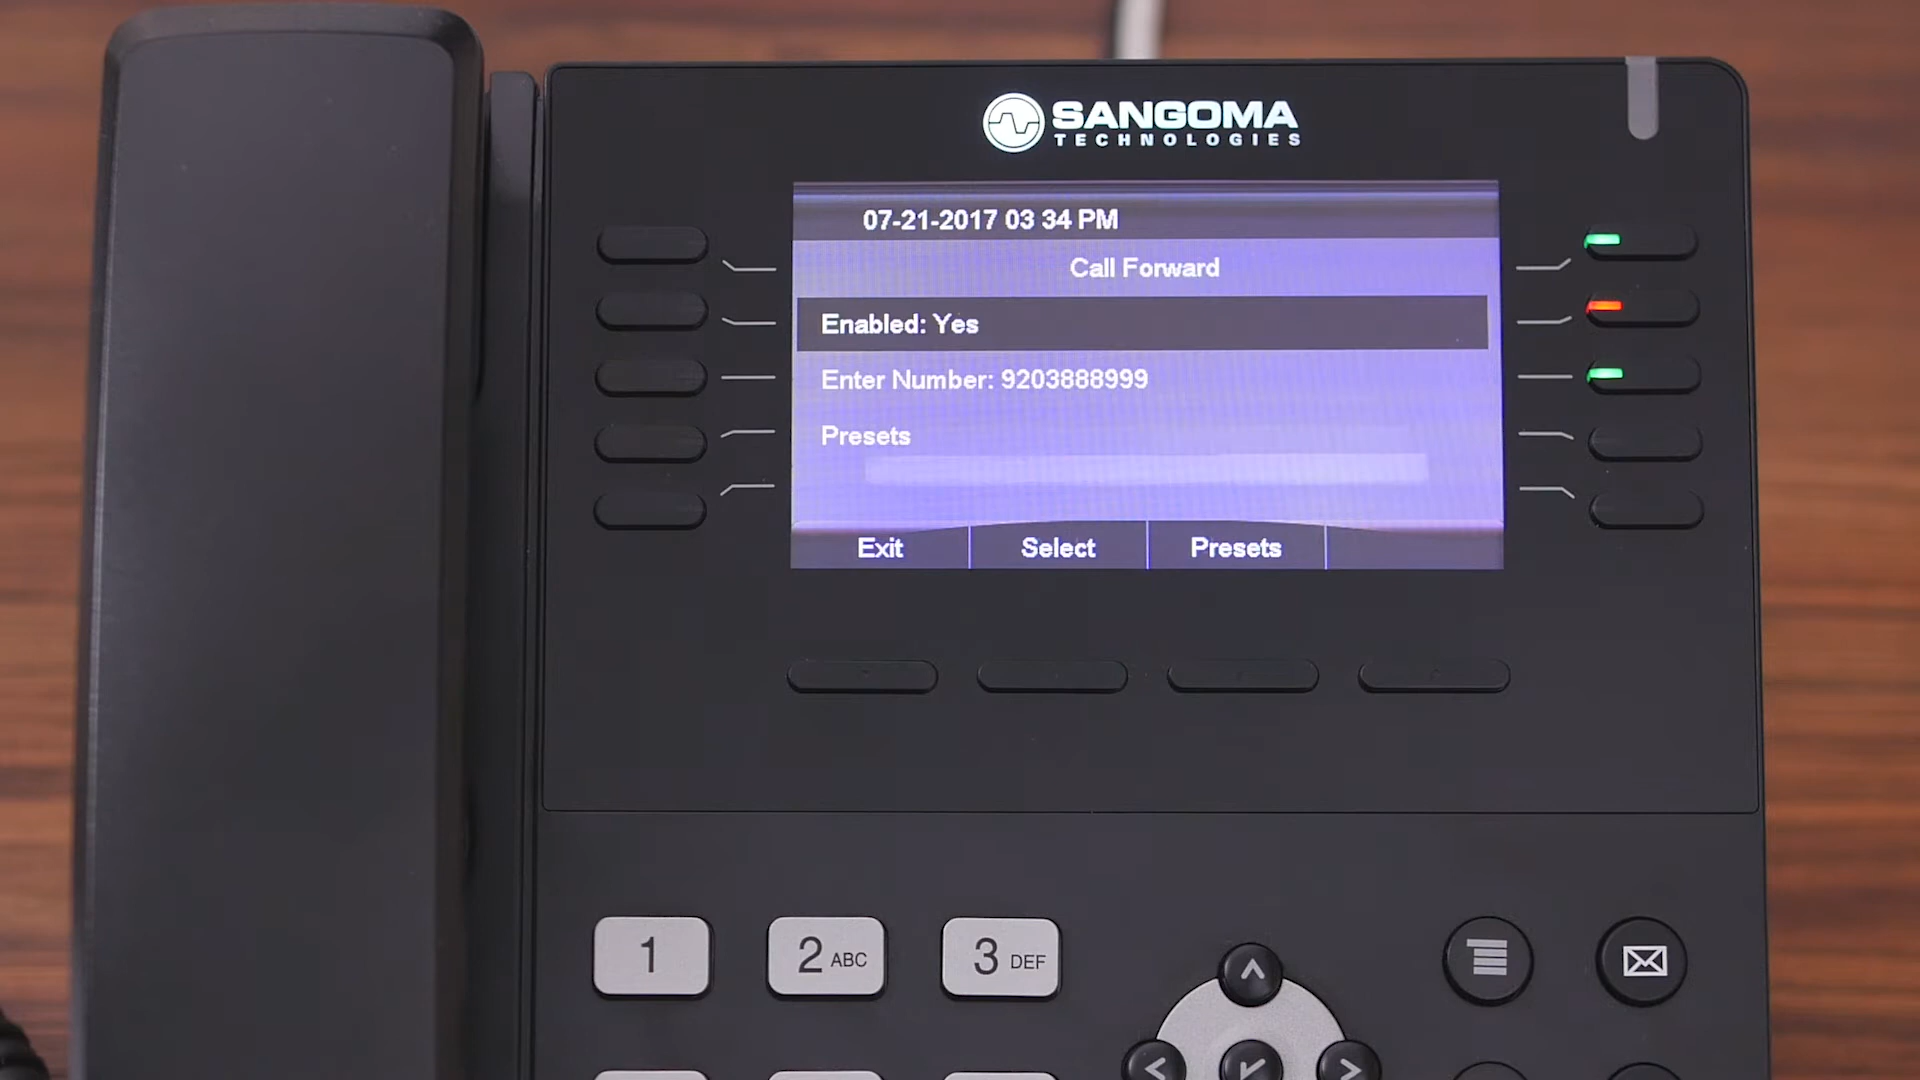 SANGOMA
TECHNOLOGIES
07-21-2017 03 34 PM
Call Forward
Enabled: Yes
Enter Number: 9203888999
Presets
Exit Select Presets
1 2 ABC 3 DEF